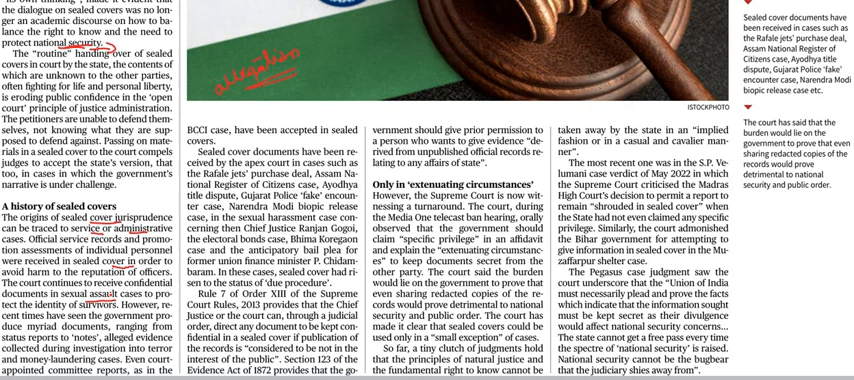 its own thinking", made it evident that
the dialogue on sealed covers was no lon-
ger an academic discourse on how to ba-
lance the right to know and the need to
protect national security.
The "routine" handing over of sealed
covers in court by the state, the contents of
which are unknown to the other parties,
often fighting for life and personal liberty,
is eroding public confidence in the 'open
court' principle of justice administration.
The petitioners are unable to defend them-
selves, not knowing what they are sup-
posed to defend against. Passing on mate-
rials in a sealed cover to the court compels
judges to accept the state's version, that
too, in cases in which the government's
narrative is under challenge.
A history of sealed covers
The origins of sealed cover jurisprudence
can be traced to service or administrative
cases. Official service records and promo-
tion assessments of individual personnel
were received in sealed cover in order to
avoid harm to the reputation of officers.
The court continues to receive confidential
documents in sexual assault cases to pro-
tect the identity of survivors. However, re-
cent times have seen the government pro-
duce myriad documents, ranging from
status reports to 'notes', alleged evidence
collected during investigation into terror
and money-laundering cases. Even court-
appointed committee reports, as in the
allegation
ISTOCKPHOTO
BCCI case, have been accepted in sealed
covers.
Sealed cover documents have been re-
ceived by the apex court in cases such as
the Rafale jets' purchase deal, Assam Na-
tional Register of Citizens case, Ayodhya
title dispute, Gujarat Police 'fake' encoun-
ter case, Narendra Modi biopic release
case, in the sexual harassment case con-
cerning then Chief Justice Ranjan Gogoi,
the electoral bonds case, Bhima Koregaon
case and the anticipatory bail plea for
former union finance minister P. Chidam-
baram. In these cases, sealed cover had ri-
sen to the status of 'due procedure'.
Rule 7 of Order XIII of the Supreme
Court Rules, 2013 provides that the Chief
Justice or the court can, through a judicial
order, direct any document to be kept con-
fidential in a sealed cover if publication of
the records is "considered to be not in the
interest of the public". Section 123 of the
Evidence Act of 1872 provides that the go-
vernment should give prior permission to
a person who wants to give evidence "de-
rived from unpublished official records re-
lating to any affairs of state".
Only in 'extenuating circumstances'
However, the Supreme Court is now wit-
nessing a turnaround. The court, during
the Media One telecast ban hearing, orally
observed that the government should
claim "specific privilege" in an affidavit
and explain the "extenuating circumstanc-
es" to keep documents secret from the
other party. The court said the burden
would lie on the government to prove that
even sharing redacted copies of the re-
cords would prove detrimental to national
security and public order. The court has
made it clear that sealed covers could be
used only in a "small exception" of cases.
So far, a tiny clutch of judgments hold
that the principles of natural justice and
the fundamental right to know cannot be
taken away by the state in an "implied
fashion or in a casual and cavalier man-
ner".
The most recent one was in the S.P. Ve-
lumani case verdict of May 2022 in which
the Supreme Court criticised the Madras
High Court's decision to permit a report to
remain "shrouded in sealed cover" when
the State had not even claimed any specific
privilege. Similarly, the court admonished
the Bihar government for attempting to
give information in sealed cover in the Mu-
zaffarpur shelter case.
The Pegasus case judgment saw the
court underscore that the "Union of India
must necessarily plead and prove the facts
which indicate that the information sought
must be kept secret as their divulgence
would affect national security concerns...
The state cannot get a free pass every time
the spectre of 'national security' is raised.
National security cannot be the bugbear
that the judiciary shies away from".
Sealed cover documents have
been received in cases such as
the Rafale jets' purchase deal,
Assam National Register of
Citizens case, Ayodhya title
dispute, Gujarat Police 'fake'
encounter case, Narendra Modi
biopic release case etc.
The court has said that the
burden would lie on the
government to prove that even
sharing redacted copies of the
records would prove
detrimental to national
security and public order.